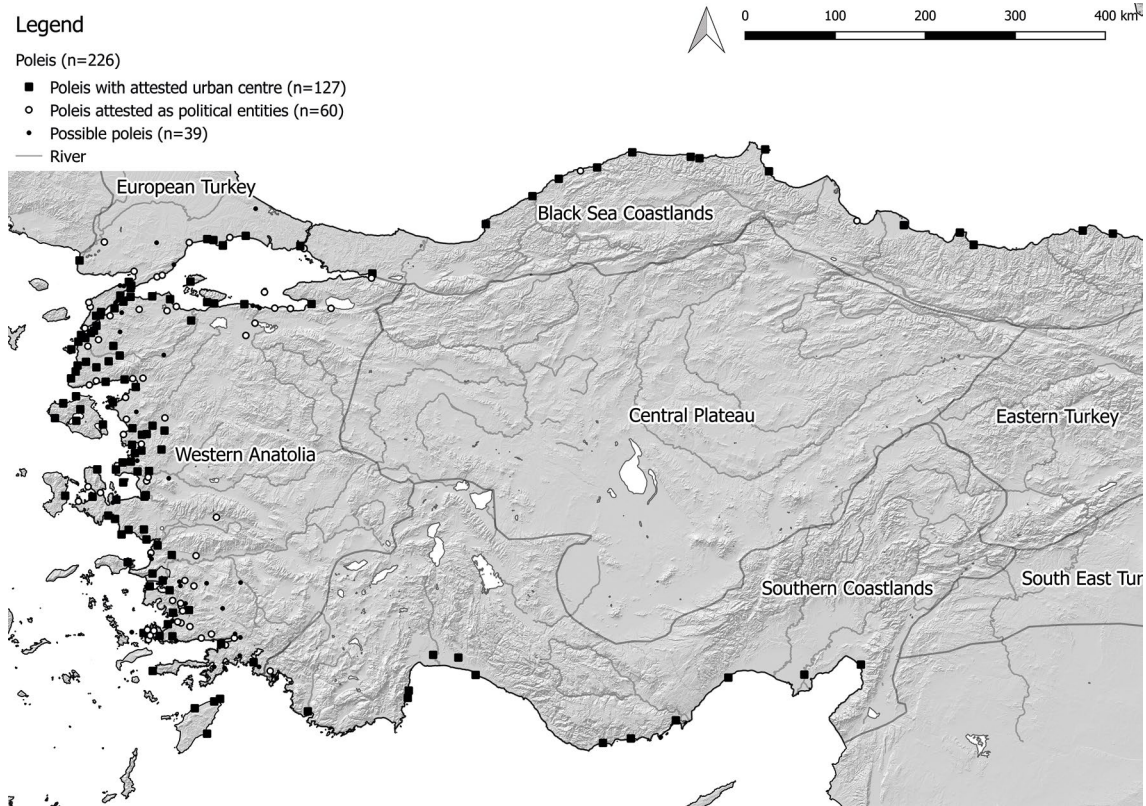 Legend
Poleis (n=226)
Poleis with attested urban centre (n=127)
Poleis attested as political entities (n=60)
Possible poleis (n=39)
River
0 100 200 300 400 km
European Turkey
Black Sea Coastlands
Central Plateau
Eastern Turkey
Western Anatolia
Southern Coastlands
South East Tur